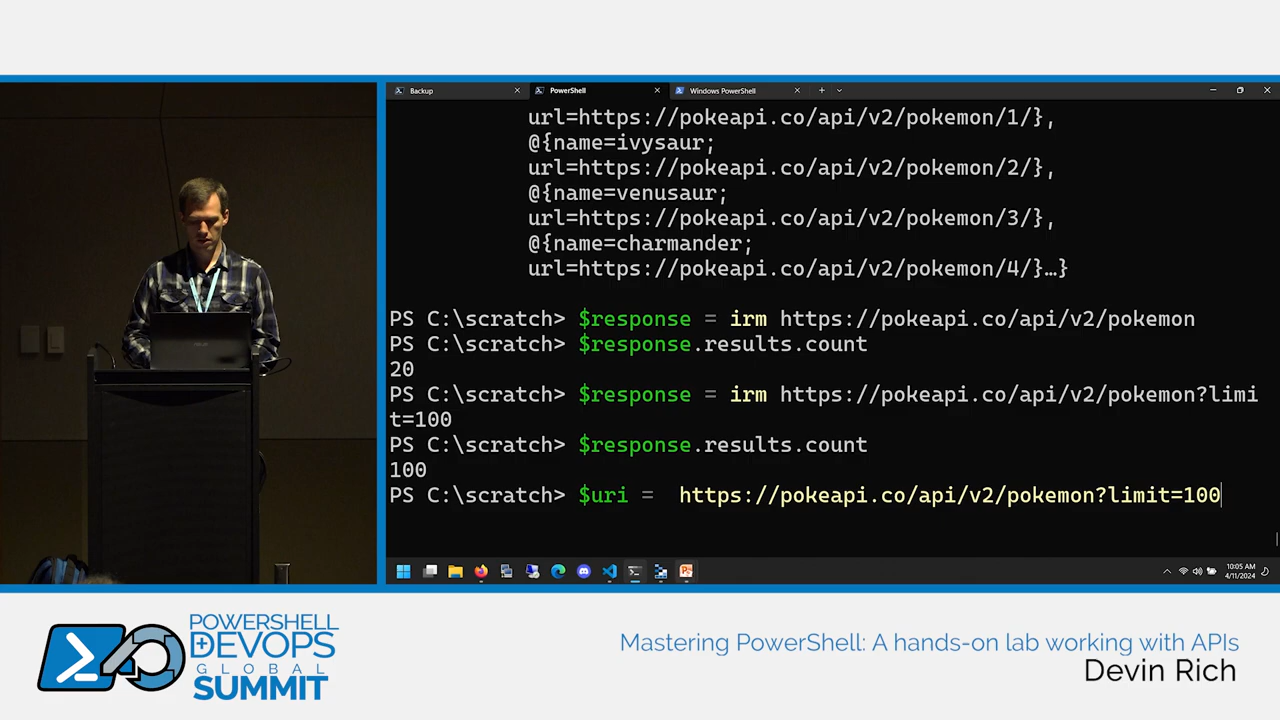 Backup
PowerShell
Windows PowerShell
url=https://pokeapi.co/api/v2/pokemon/1/},
@{name=ivysaur;
url=https://pokeapi.co/api/v2/pokemon/2/},
@{name=venusaur;
url=https://pokeapi.co/api/v2/pokemon/3/},
@{name=charmander;
url=https://pokeapi.co/api/v2/pokemon/4/}…}
PS C:\scratch> $response = irm https://pokeapi.co/api/v2/pokemon
PS C:\scratch> $response.results.count
20
PS C:\scratch> $response = irm https://pokeapi.co/api/v2/pokemon?limi
t=100
PS C:\scratch> $response.results.count
100
PS C:\scratch> $uri =  https://pokeapi.co/api/v2/pokemon?limit=100
10:05 AM
4/11/2024
POWERSHELL
DEVOPS
GLOBAL
SUMMIT
Mastering PowerShell: A hands-on lab working with APIs
Devin Rich